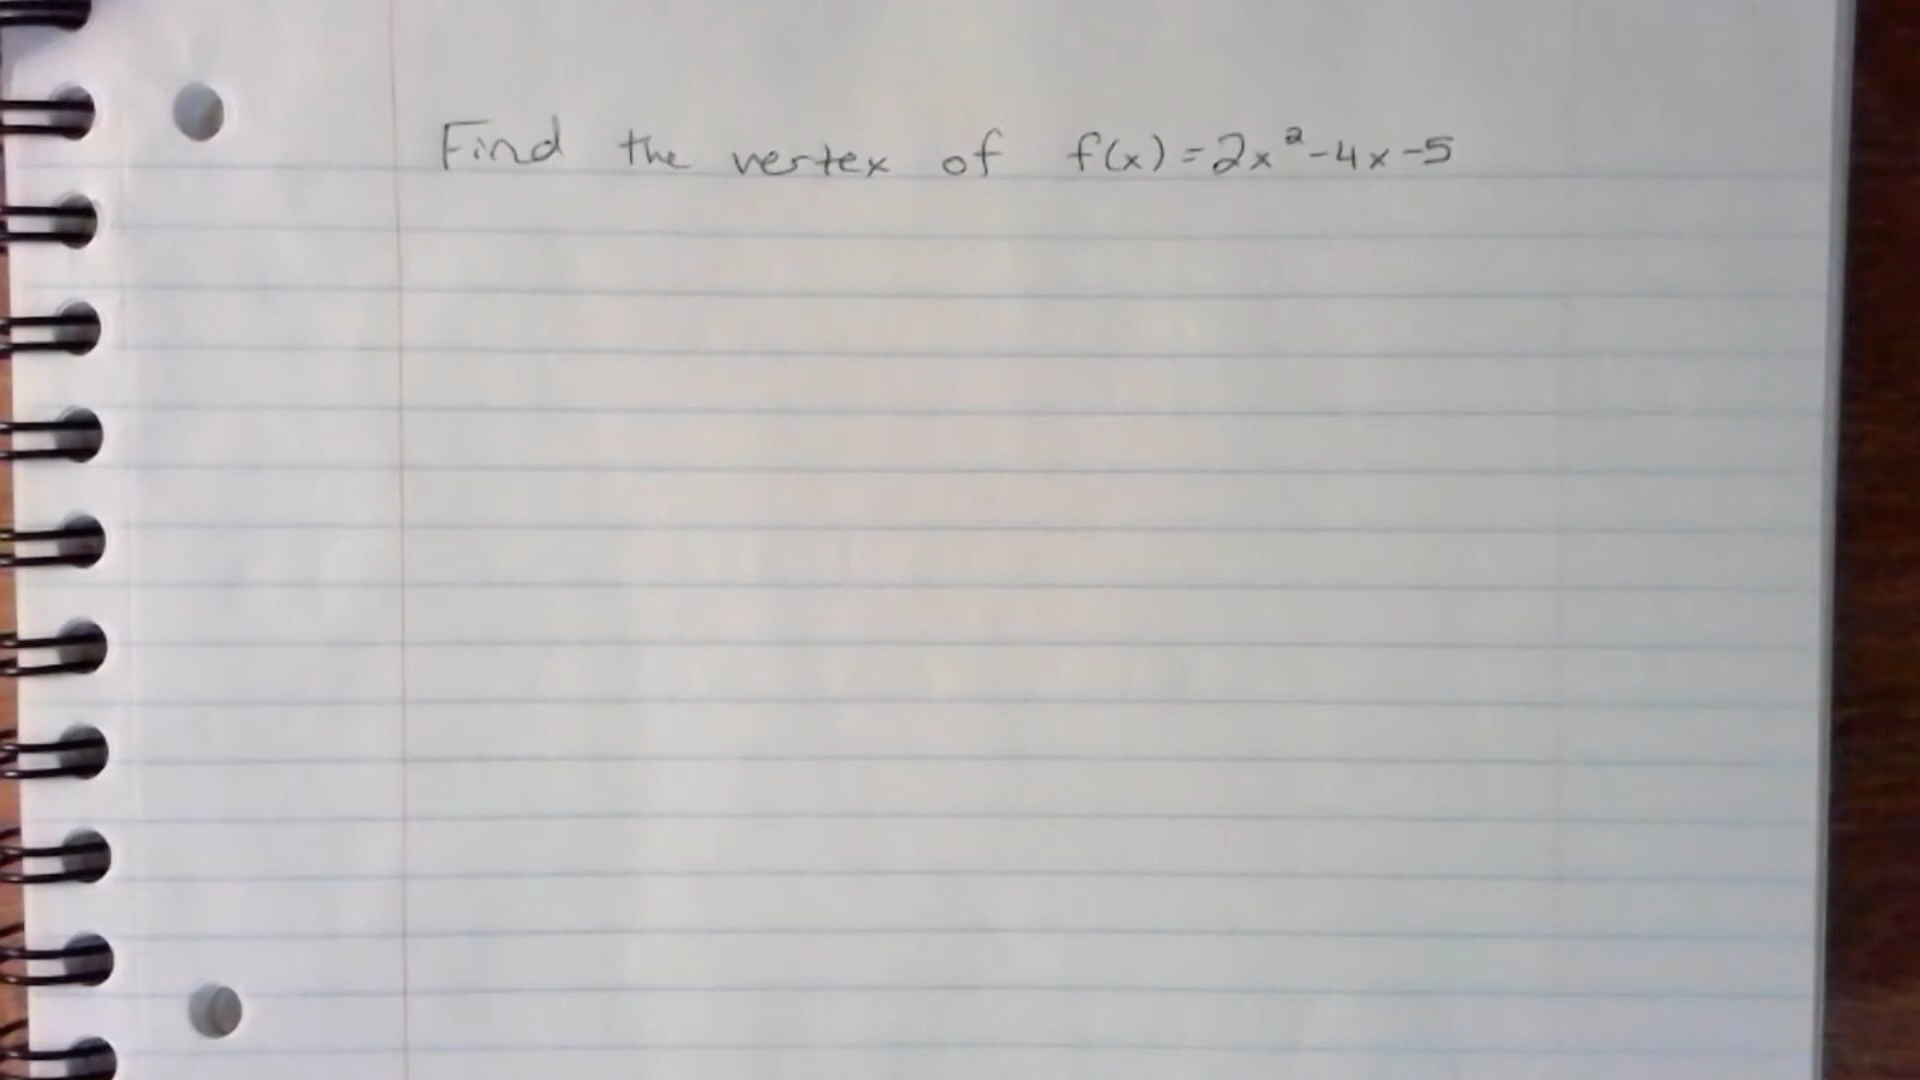 Find the vertex of f(x)=2x²-4x-5